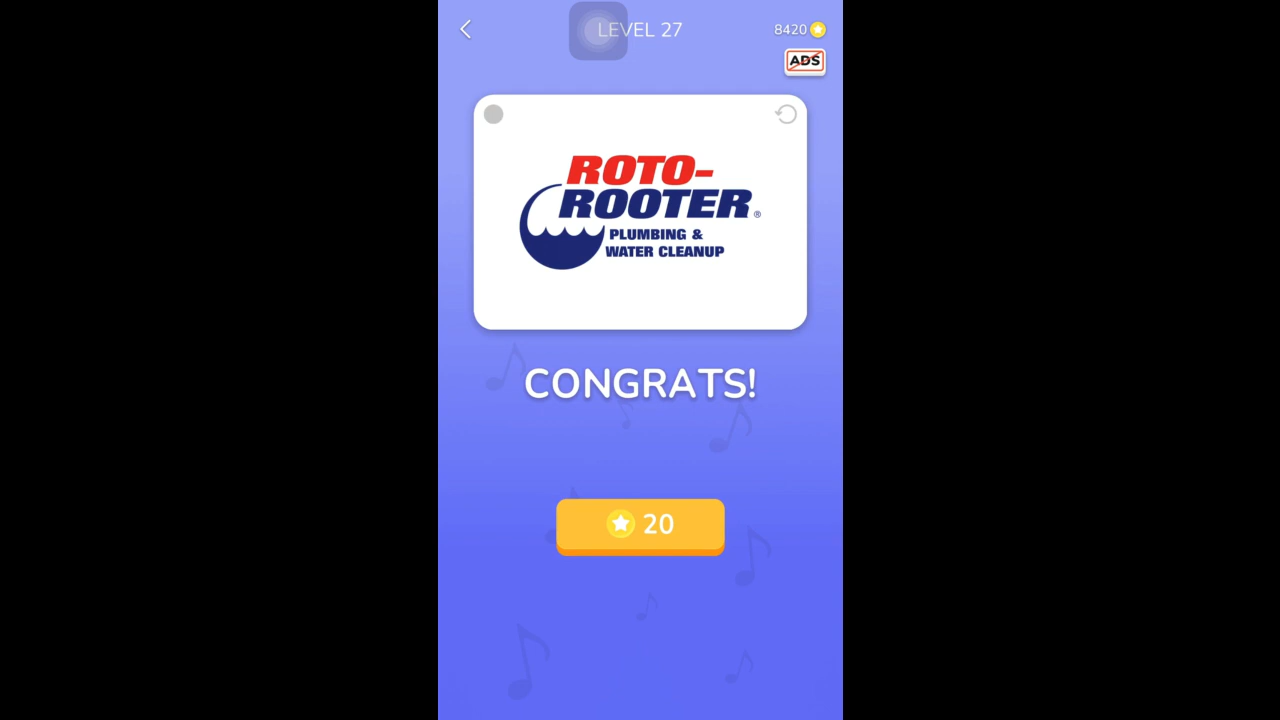 LEVEL 27
8420
ADS
ROTO-
ROOTER®
PLUMBING &
WATER CLEANUP
CONGRATS!
20